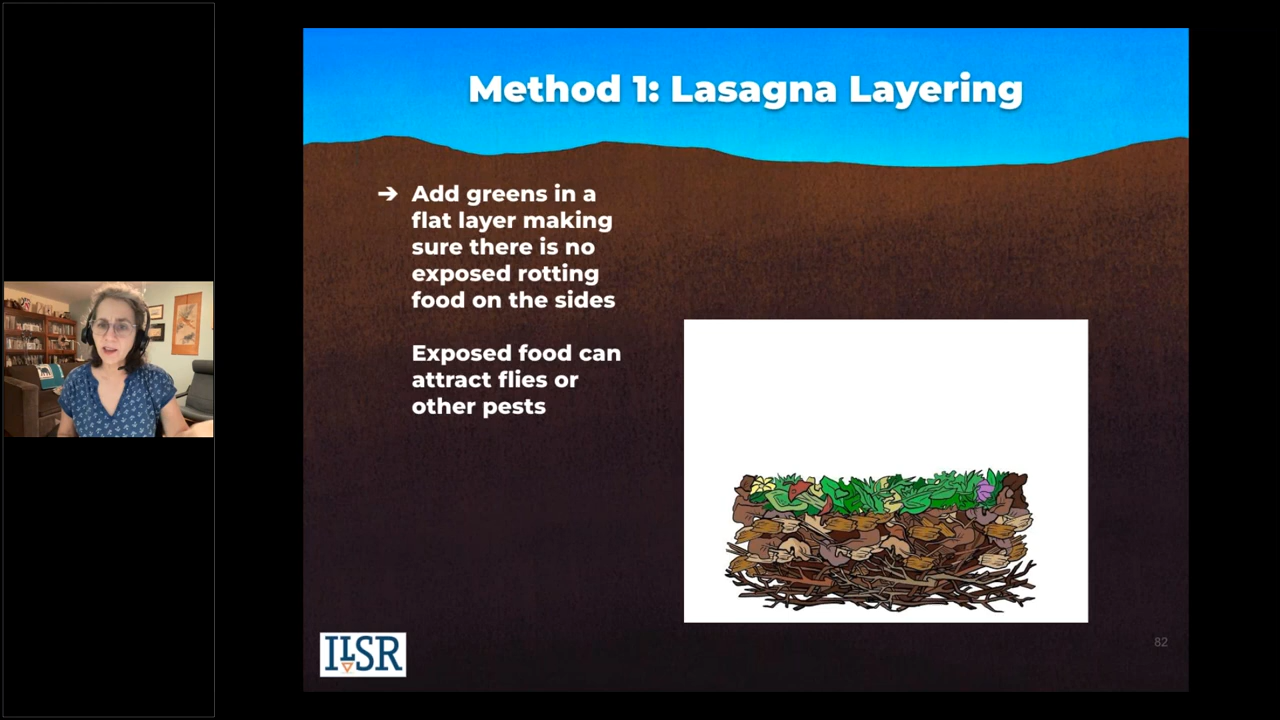 Method 1: Lasagna Layering
➔ Add greens in a
flat layer making
sure there is no
exposed rotting
food on the sides
Exposed food can
attract flies or
other pests
ILSR
82